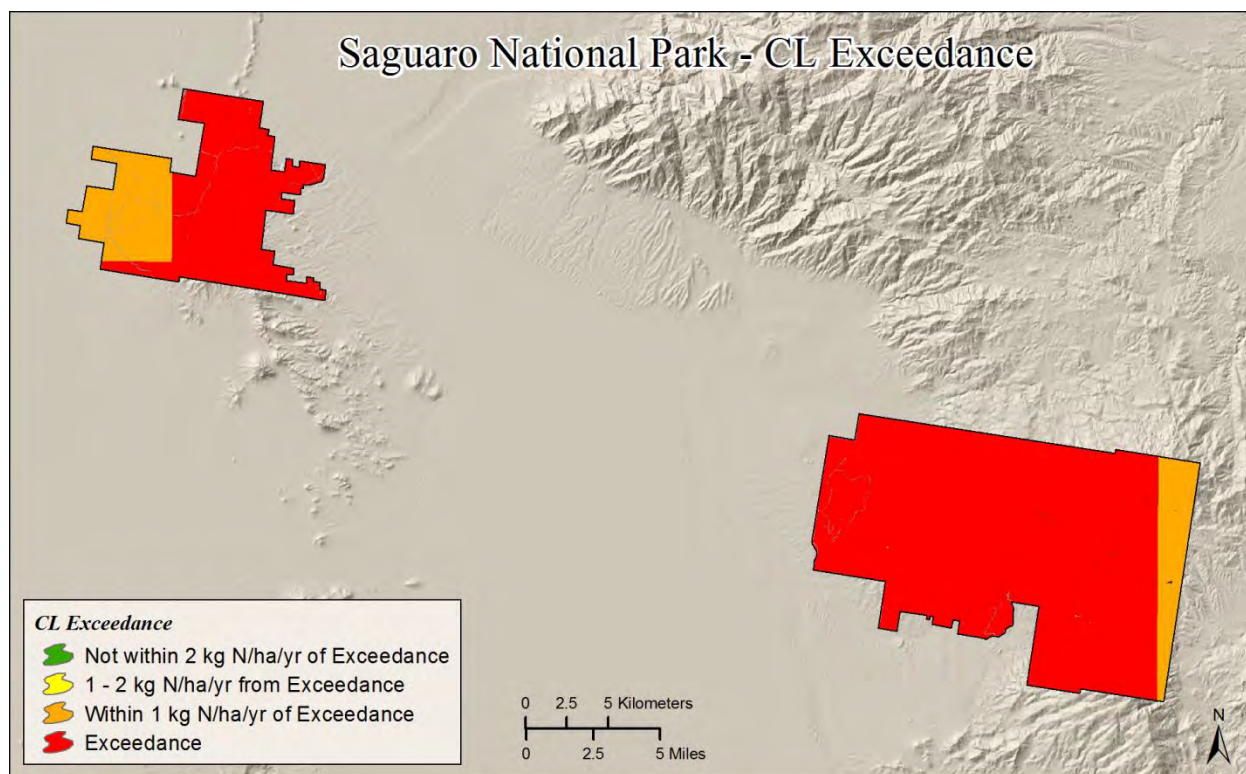 Saguaro National Park - CL Exceedance
CL Exceedance
Not within 2 kg N/ha/yr of Exceedance
1 - 2 kg N/ha/yr from Exceedance
Within 1 kg N/ha/yr of Exceedance
Exceedance
0 2.5 5 Kilometers
0 2.5 5 Miles
N